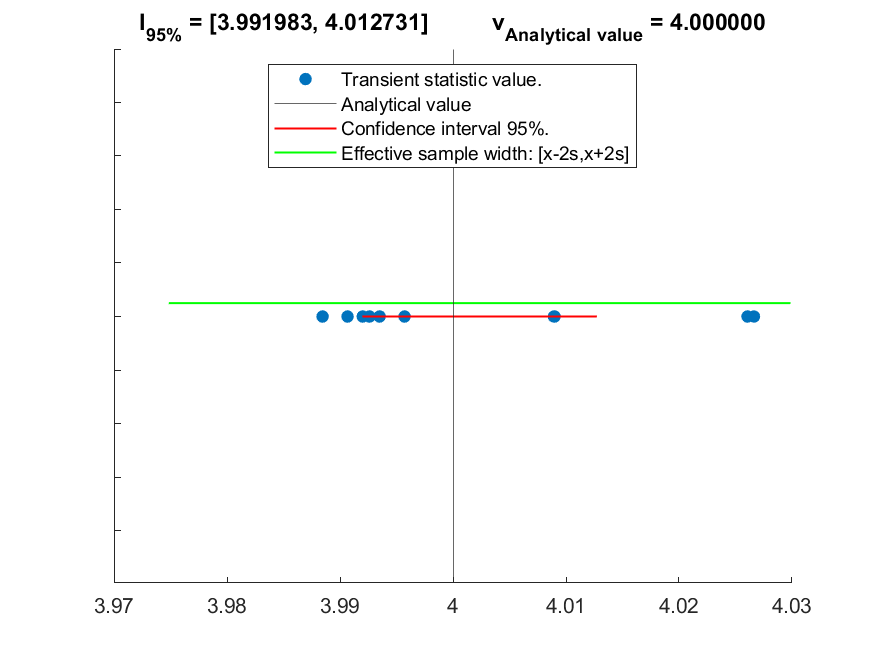 I95% = [3.991983, 4.012731] vAnalytical value = 4.000000
Transient statistic value.
Analytical value
Confidence interval 95%.
Effective sample width: [x-2s,x+2s]
3.97 3.98 3.99 4 4.01 4.02 4.03